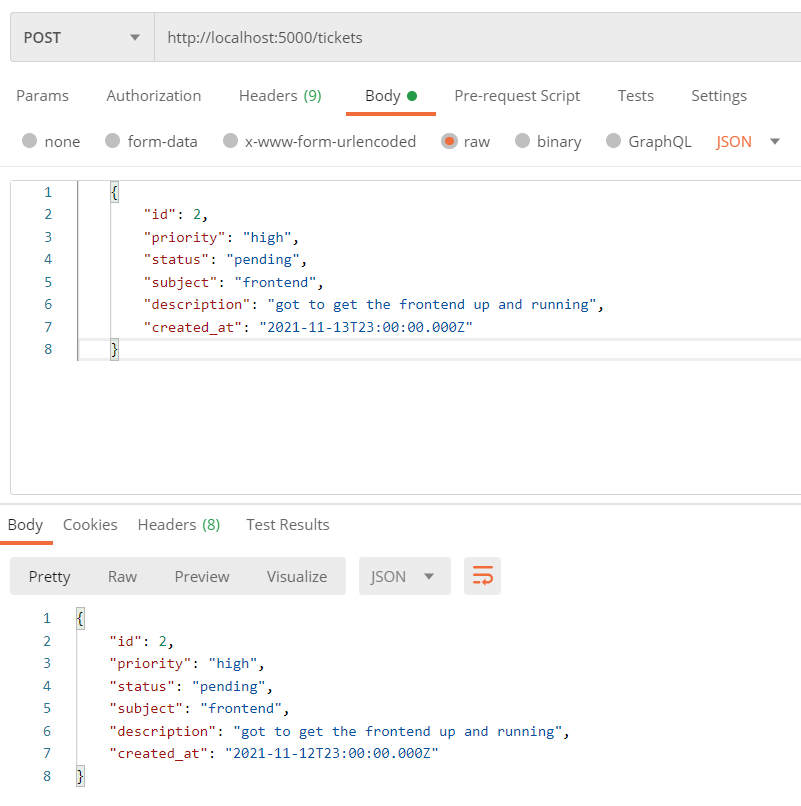 POST http://localhost:5000/tickets
Params Authorization Headers (9) Body Pre-request Script Tests Settings
none form-data x-www-form-urlencoded raw binary GraphQL JSON
1 {
2 "id": 2,
3 "priority": "high",
4 "status": "pending",
5 "subject": "frontend",
6 "description": "got to get the frontend up and running",
7 "created_at": "2021-11-13T23:00:00.000Z"
8 }
Body Cookies Headers (8) Test Results
Pretty Raw Preview Visualize JSON
1 {
2 "id": 2,
3 "priority": "high",
4 "status": "pending",
5 "subject": "frontend",
6 "description": "got to get the frontend up and running",
7 "created_at": "2021-11-12T23:00:00.000Z"
8 }